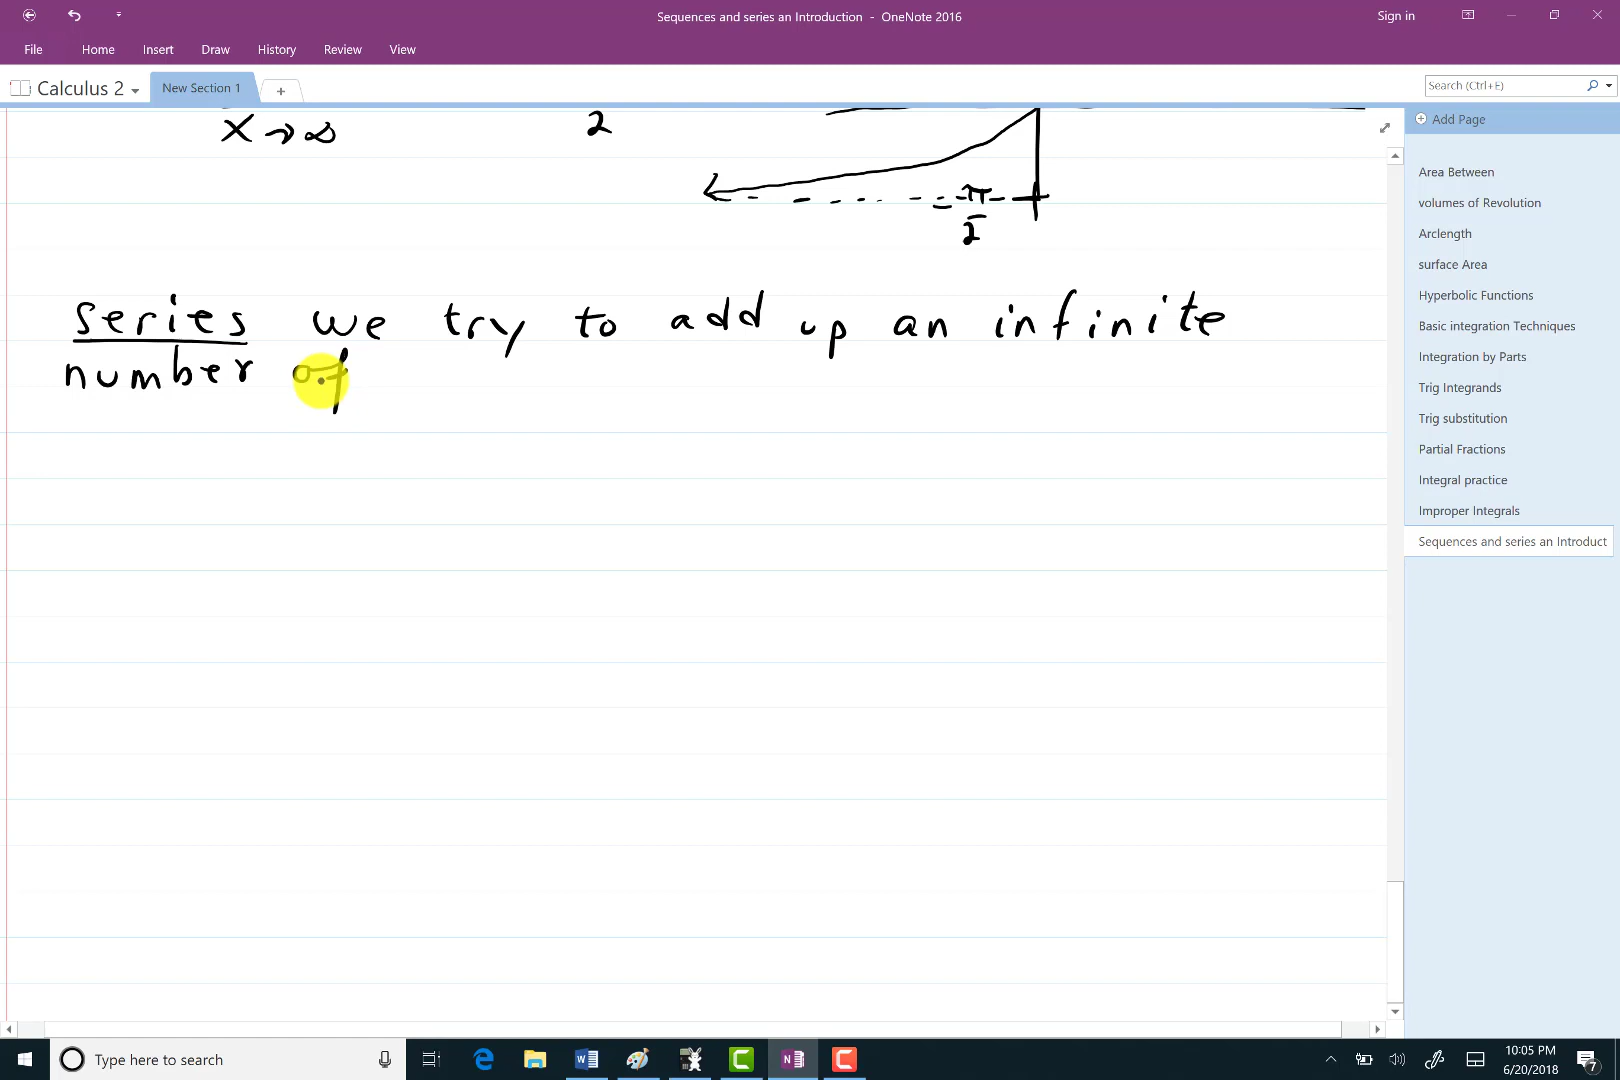 Sequences and series an Introduction - OneNote 2016
Sign in
File Home Insert Draw History Review View
Calculus 2
New Section 1
+
Search (Ctrl+E)
Add Page
x → ∞
2
- π
2
series we try to add up an infinite
number of
Area Between
volumes of Revolution
Arclength
surface Area
Hyperbolic Functions
Basic integration Techniques
Integration by Parts
Trig Integrands
Trig substitution
Partial Fractions
Integral practice
Improper Integrals
Sequences and series an Introduct
Type here to search
10:05 PM
6/20/2018
7